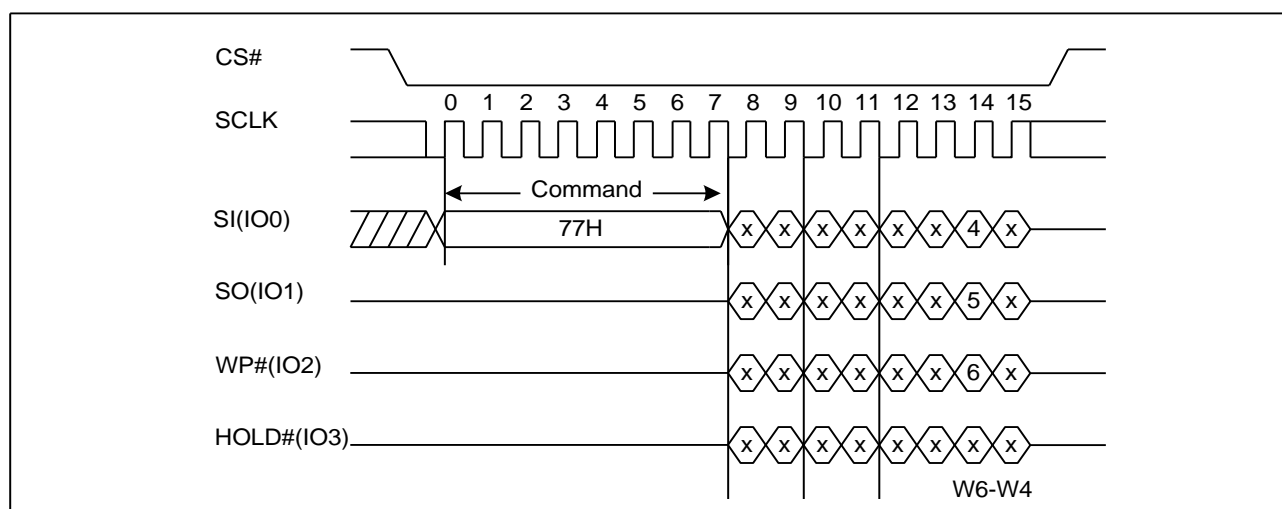 CS#
0 1 2 3 4 5 6 7 8 9 10 11 12 13 14 15
SCLK
Command
SI(IO0) 77H x x x x x x 4 x
SO(IO1) x x x x x x 5 x
WP#(IO2) x x x x x x 6 x
HOLD#(IO3) x x x x x x x x
W6-W4